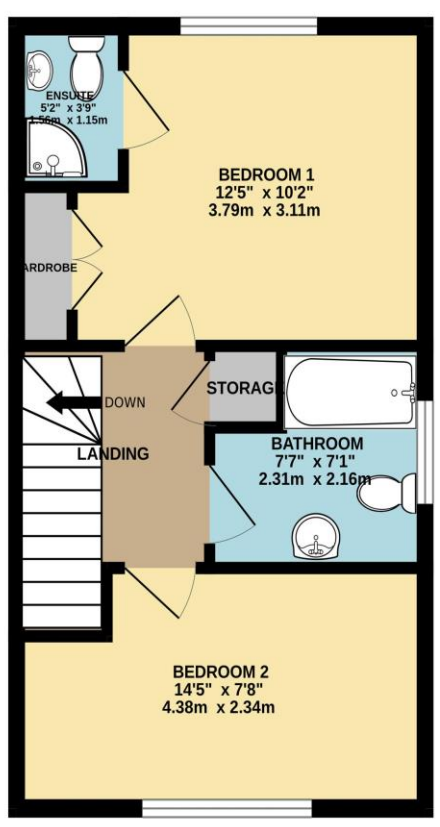 ENSUITE
5'2" x 3'9"
1.56m x 1.15m
BEDROOM 1
12'5" x 10'2"
3.79m x 3.11m
ARDROBE
STORAGE
DOWN
LANDING
BATHROOM
7'7" x 7'1"
2.31m x 2.16m
BEDROOM 2
14'5" x 7'8"
4.38m x 2.34m